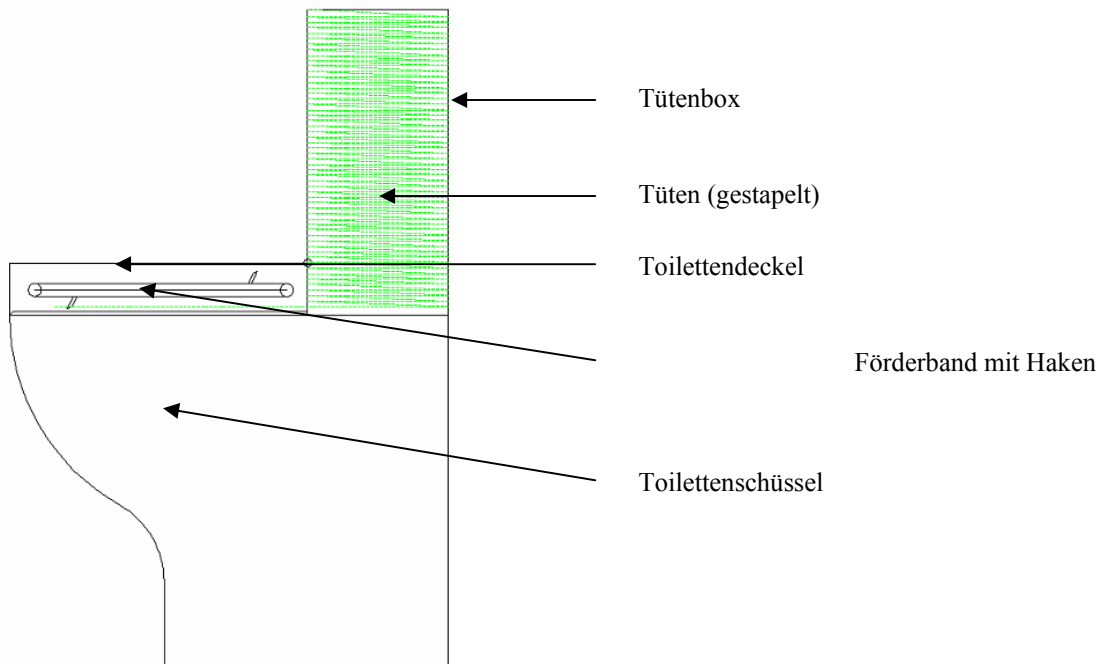 Tütenbox
Tüten (gestapelt)
Toilettendeckel
Förderband mit Haken
Toilettenschüssel